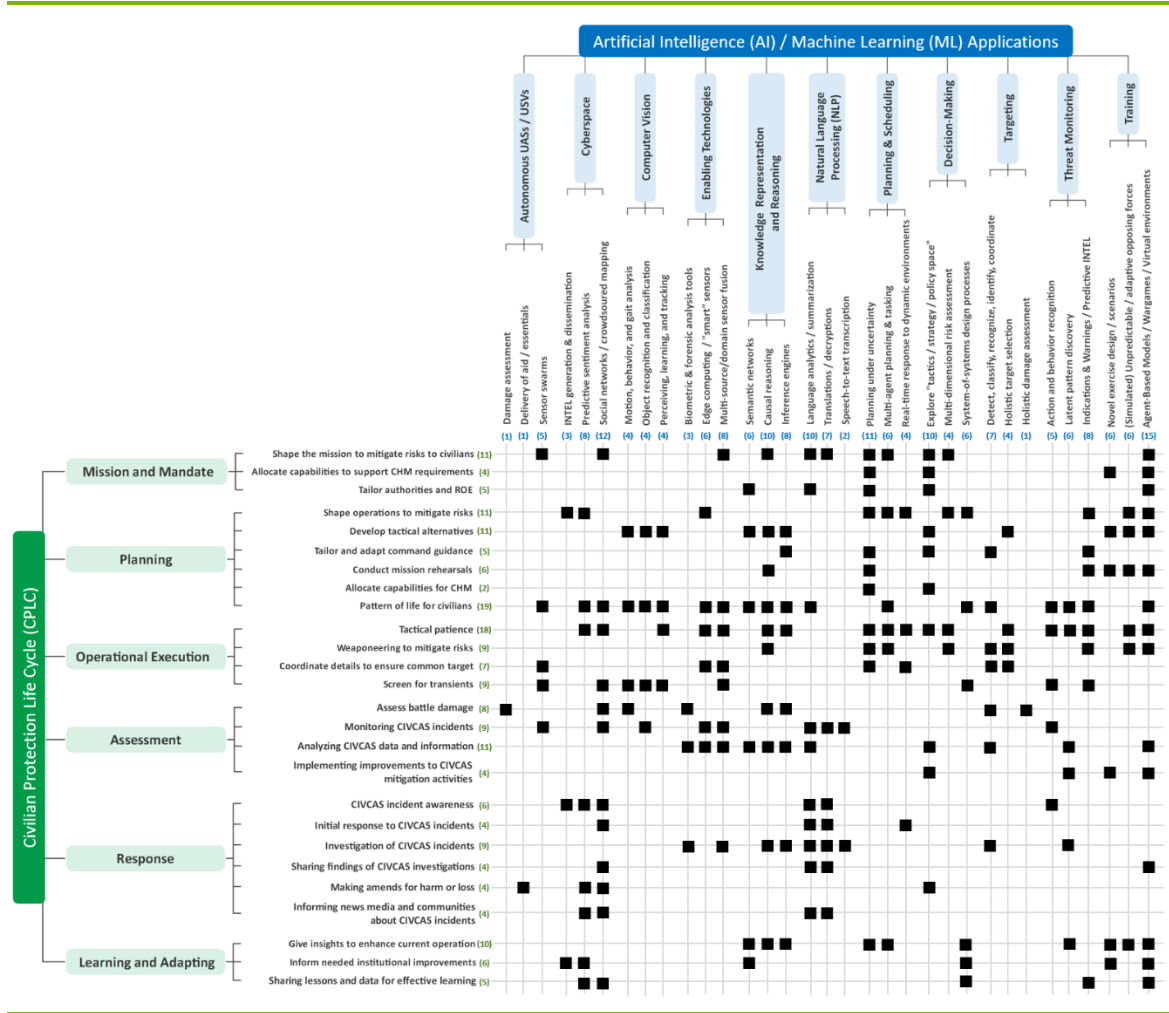 Artificial Intelligence (AI) / Machine Learning (ML) Applications
Autonomous UASs / USVs
Cyberspace
Computer Vision
Enabling Technologies
Knowledge Representation
and Reasoning
Natural Language
Processing (NLP)
Planning & Scheduling
Decision-Making
Targeting
Threat Monitoring
Training
Damage assessment
Delivery of aid / essentials
Sensor swarms
INTEL generation & dissemination
Predictive sentiment analysis
Social networks / crowdsoured mapping
Motion, behavior, and gait analysis
Object recognition and classification
Perceiving, learning, and tracking
Biometric & forensic analysis tools
Edge computing / "smart" sensors
Multi-source/domain sensor fusion
Semantic networks
Causal reasoning
Inference engines
Language analytics / summarization
Translations / decryptions
Speech-to-text transcription
Planning under uncertainty
Multi-agent planning & tasking
Real-time response to dynamic environments
Explore "tactics / strategy / policy space"
Multi-dimensional risk assessment
System-of-systems design processes
Detect, classify, recognize, identify, coordinate
Holistic target selection
Holistic damage assessment
Action and behavior recognition
Latent pattern discovery
Indications & Warnings / Predictive INTEL
Novel exercise design / scenarios
(Simulated) Unpredictable / adaptive opposing forces
Agent-Based Models / Wargames / Virtual environments
(1) (1) (5) (3) (8) (12) (4) (4) (4) (3) (6) (8) (4) (10) (8) (10) (7) (2) (11) (6) (4) (10) (4) (6) (7) (4) (1) (5) (6) (8) (6) (6) (15)
Civilian Protection Life Cycle (CPLC)
Mission and Mandate
Shape the mission to mitigate risks to civilians (11)
Allocate capabilities to support CHM requirements (4)
Tailor authorities and ROE (5)
Planning
Shape operations to mitigate risks (11)
Develop tactical alternatives (11)
Tailor and adapt command guidance (5)
Conduct mission rehearsals (6)
Allocate capabilities for CHM (2)
Pattern of life for civilians (19)
Operational Execution
Tactical patience (18)
Weaponeering to mitigate risks (9)
Coordinate details to ensure common target (7)
Screen for transients (9)
Assessment
Assess battle damage (8)
Monitoring CIVCAS incidents (9)
Analyzing CIVCAS data and information (11)
Implementing improvements to CIVCAS (4)
mitigation activities
Response
CIVCAS incident awareness (6)
Initial response to CIVCAS incidents (4)
Investigation of CIVCAS incidents (9)
Sharing findings of CIVCAS investigations (4)
Making amends for harm or loss (4)
Informing news media and communities (4)
about CIVCAS incidents
Learning and Adapting
Give insights to enhance current operation (10)
Inform needed institutional improvements (6)
Sharing lessons and data for effective learning (5)